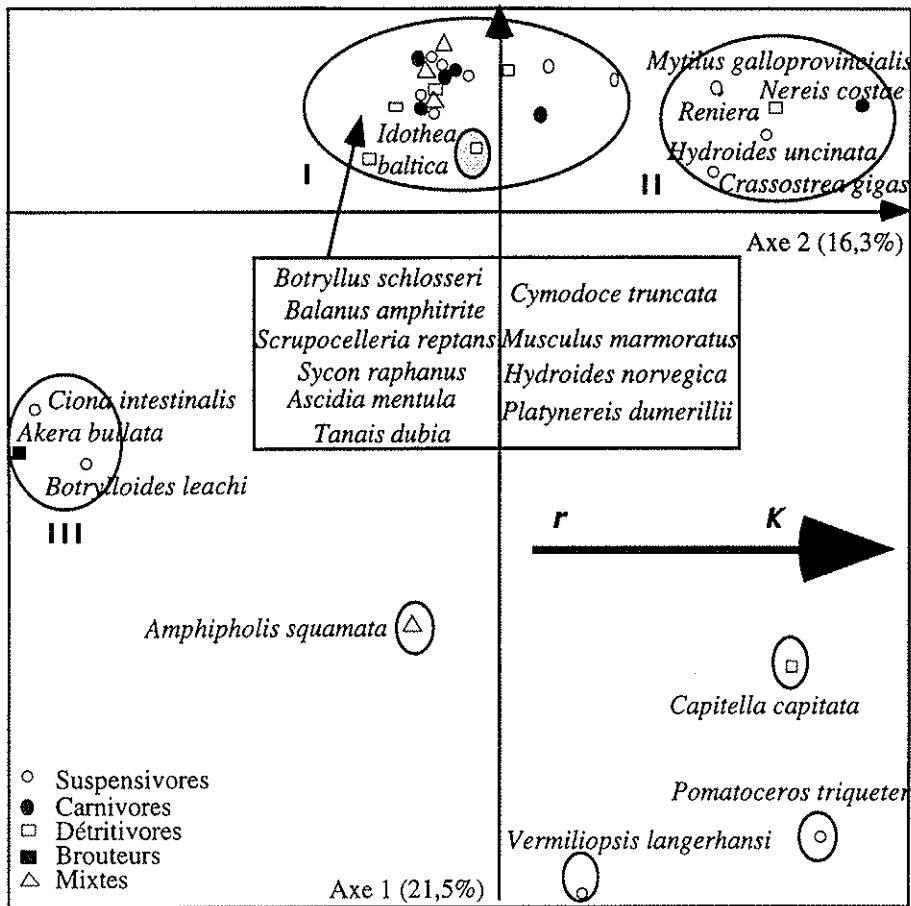 Mytilus galloprovincialis
Nereis costae
Reniera
Idothea
baltica
Hydroides uncinata
Crassostrea gigas
I
II
Axe 2 (16,3%)
Botryllus schlosseri
Balanus amphitrite
Scrupocelleria reptans
Sycon raphanus
Ascidia mentula
Tanais dubia
Cymodoce truncata
Musculus marmoratus
Hydroides norvegica
Platynereis dumerillii
Ciona intestinalis
Akera bullata
Botrylloides leachi
III
r
K
Amphipholis squamata
Capitella capitata
Pomatoceros triqueter
Vermiliopsis langerhansi
Suspensivores
Carnivores
Détritivores
Brouteurs
Mixtes
Axe 1 (21,5%)